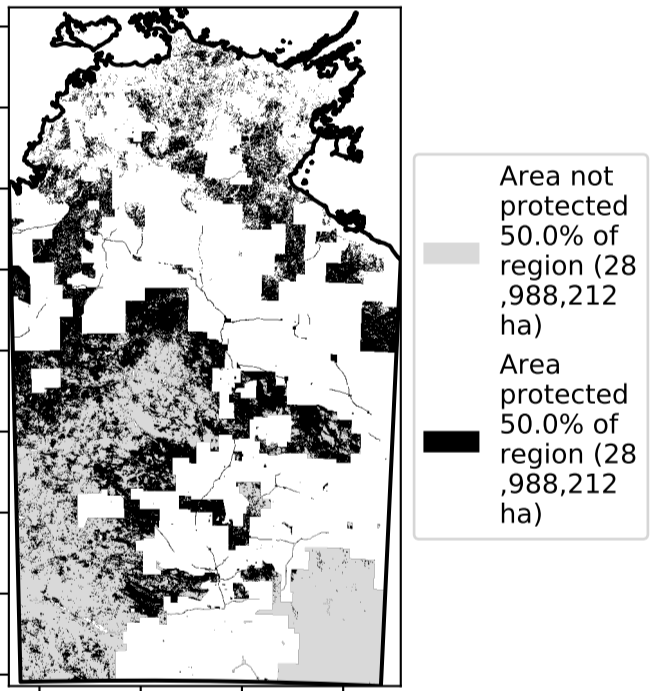 Area not
protected
50.0% of
region (28
,988,212
ha)
Area
protected
50.0% of
region (28
,988,212
ha)